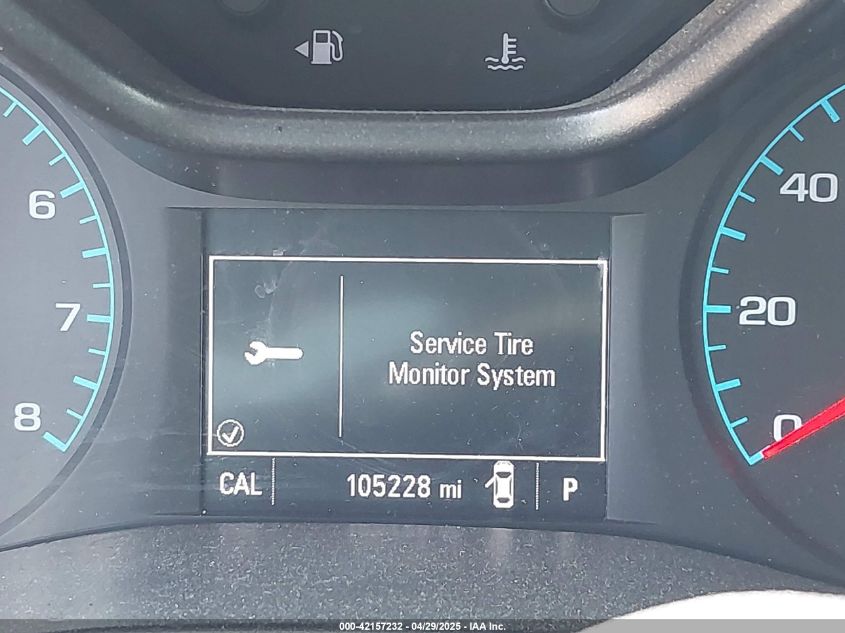 6
7
8
40
20
0
Service Tire
Monitor System
CAL 105228 mi P
000-42157232 - 04/29/2025 - IAA Inc.